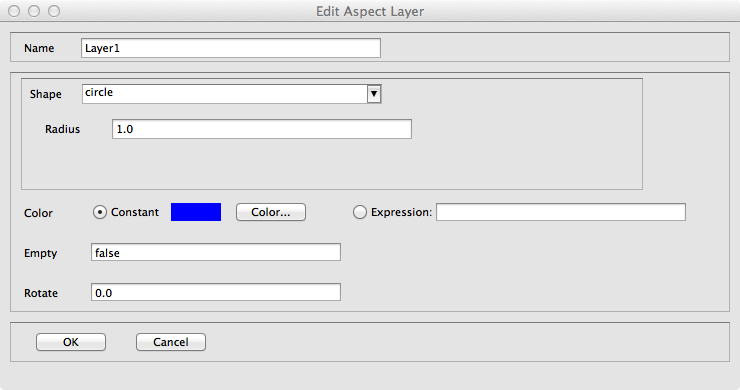 Edit Aspect Layer
Name Layer1
Shape circle
Radius 1.0
Color Constant Color... Expression:
Empty false
Rotate 0.0
OK Cancel